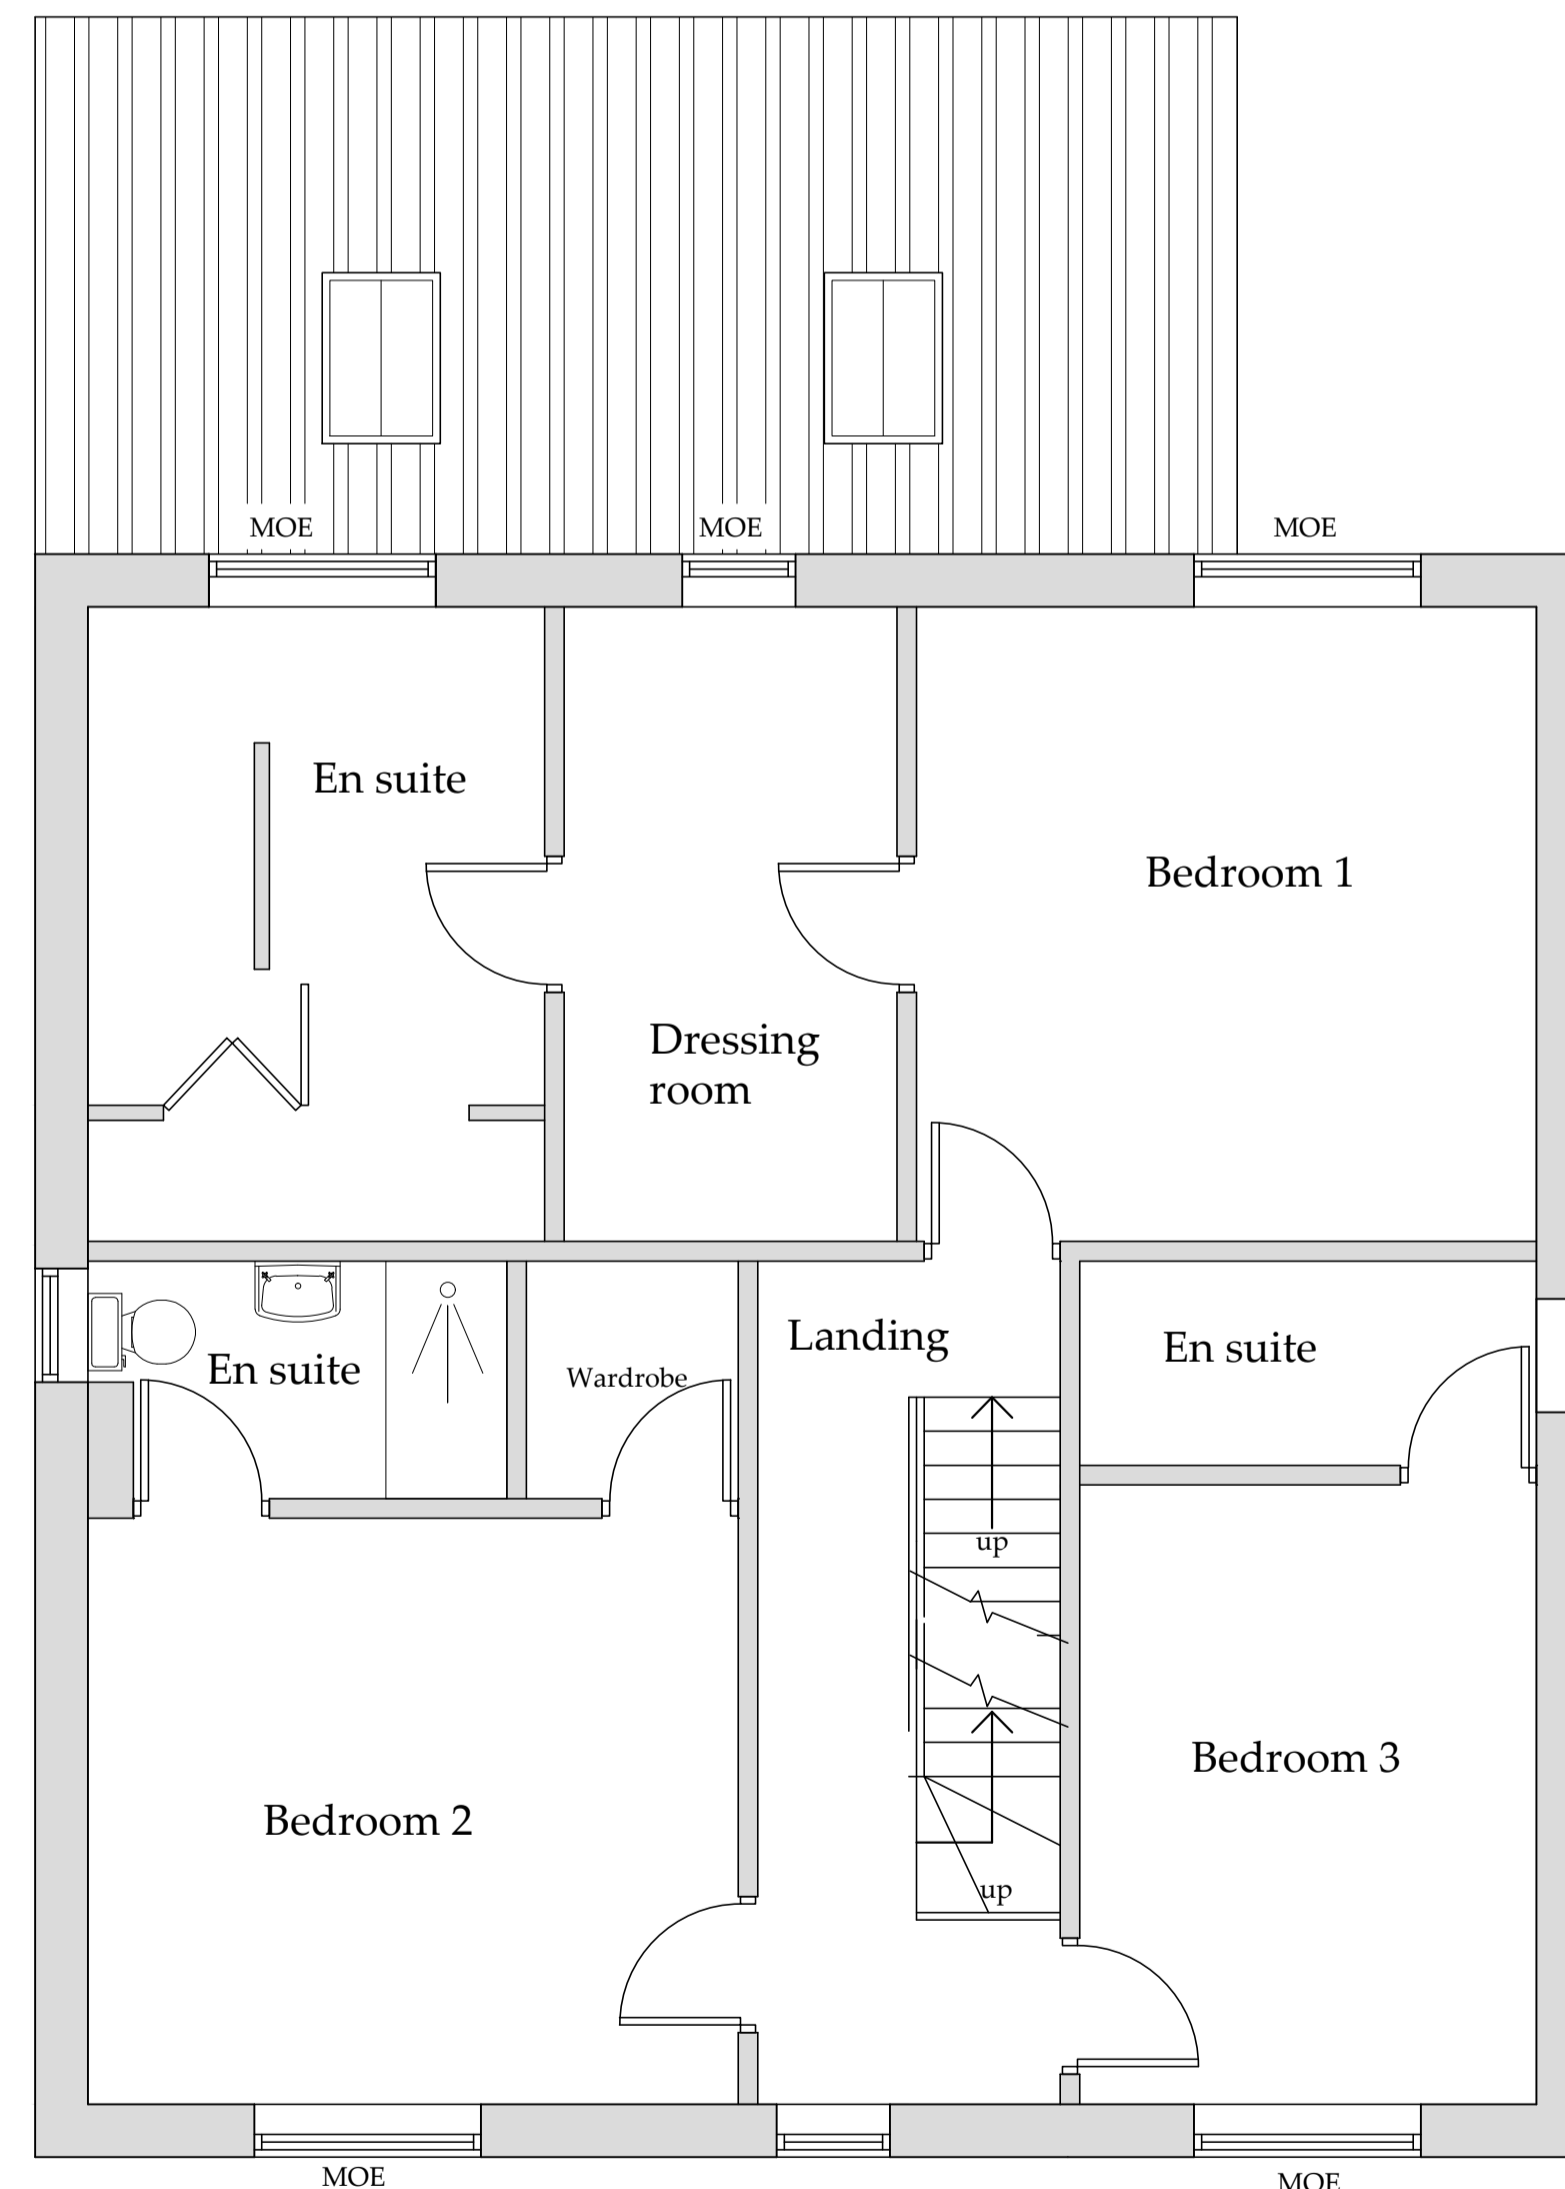 MOE
MOE
MOE
En suite
Bedroom 1
Dressing
room
Landing
En suite
En suite
Wardrobe
up
Bedroom 3
Bedroom 2
up
MOE
MOE